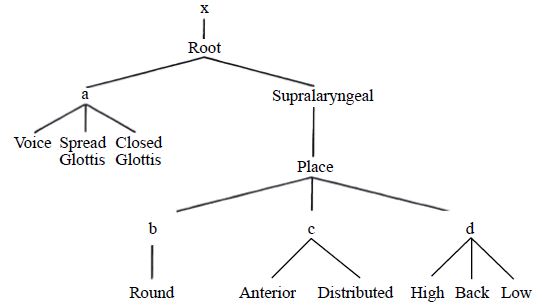 x
Root
a
Supralaryngeal
Voice Spread Closed
Glottis Glottis
Place
b c d
Round Anterior Distributed High Back Low